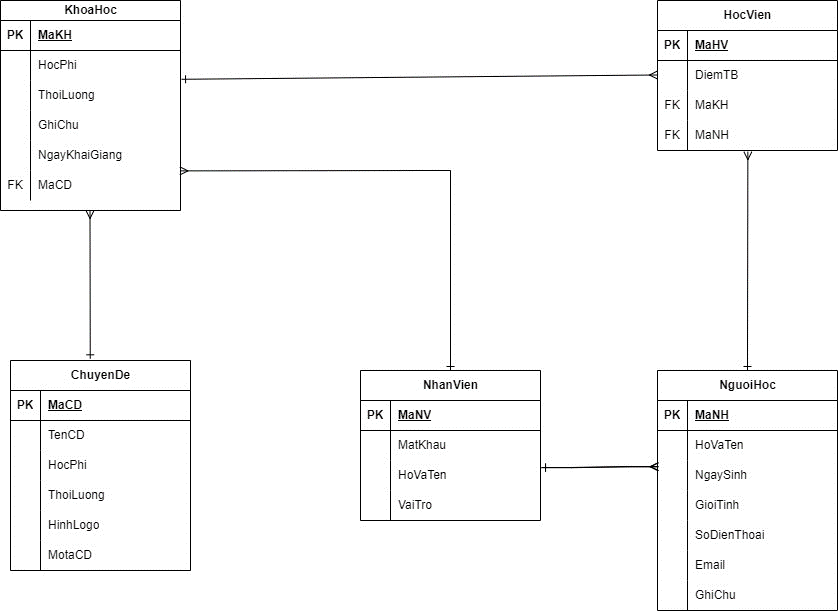 KhoaHoc
PK MaKH
HocPhi
ThoiLuong
GhiChu
NgayKhaiGiang
FK MaCD
HocVien
PK MaHV
DiemTB
FK MaKH
FK MaNH
ChuyenDe
PK MaCD
TenCD
HocPhi
ThoiLuong
HinhLogo
MotaCD
NhanVien
PK MaNV
MatKhau
HoVaTen
VaiTro
NguoiHoc
PK MaNH
HoVaTen
NgaySinh
GioiTinh
SoDienThoai
Email
GhiChu